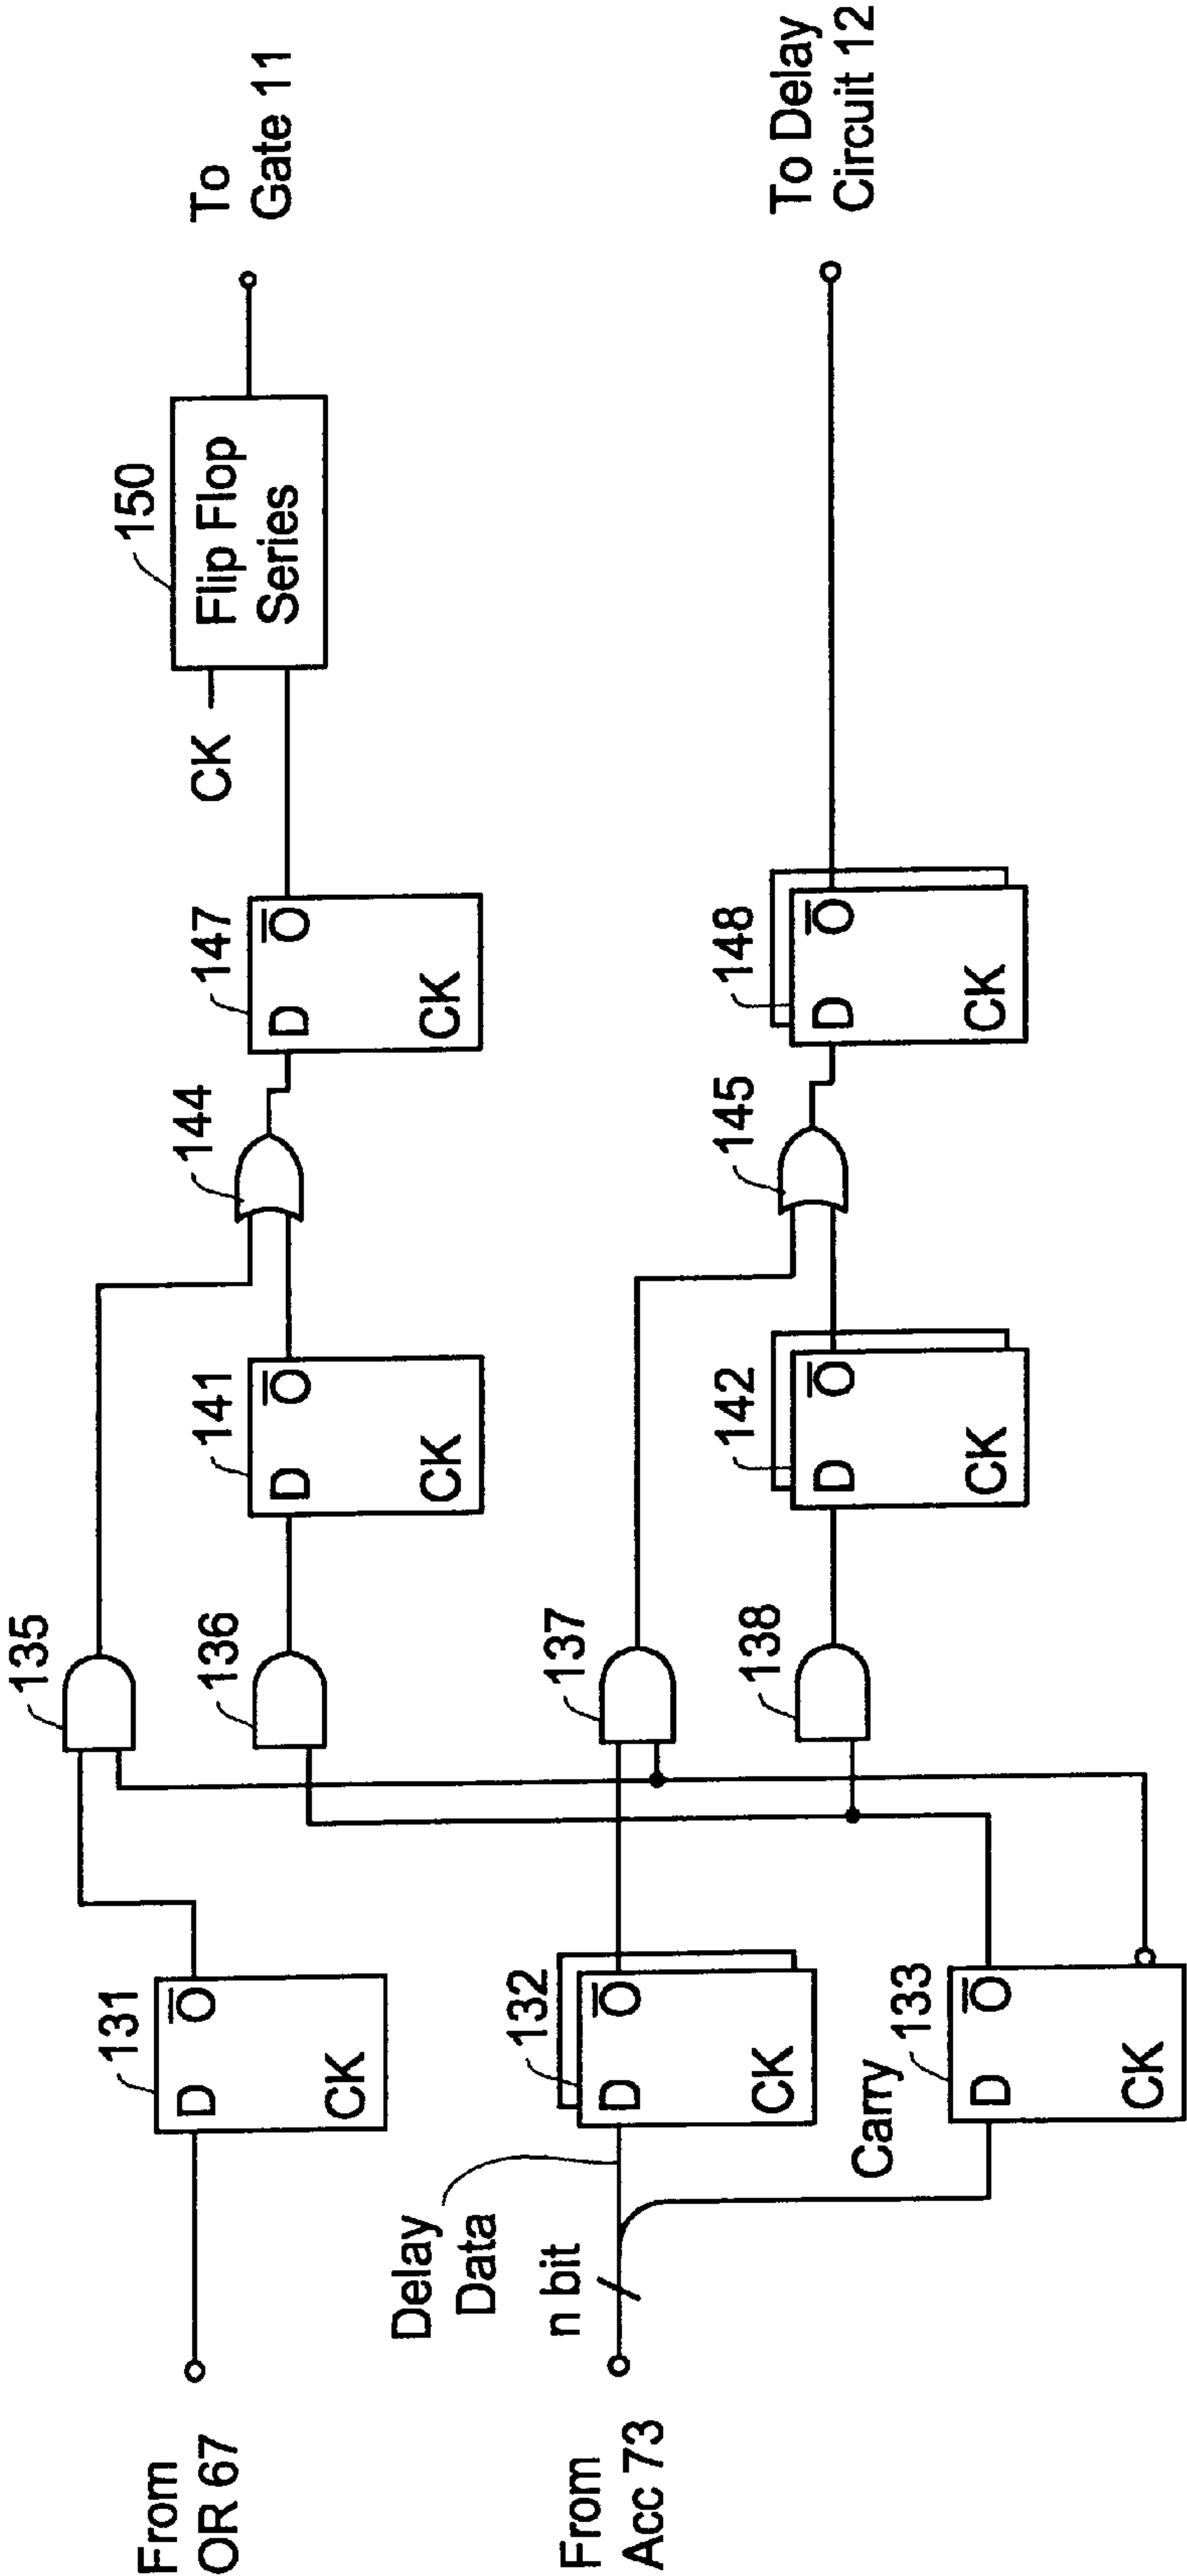 From
OR 67
D
O̅
CK
131
135
136
D
O̅
CK
141
144
D
O̅
CK
147
CK
Flip Flop
Series
150
To
Gate 11
From
Acc 73
n bit
Delay
Data
D
O̅
CK
132
Carry
D
O̅
CK
133
137
138
D
O̅
CK
142
145
D
O̅
CK
148
To Delay
Circuit 12